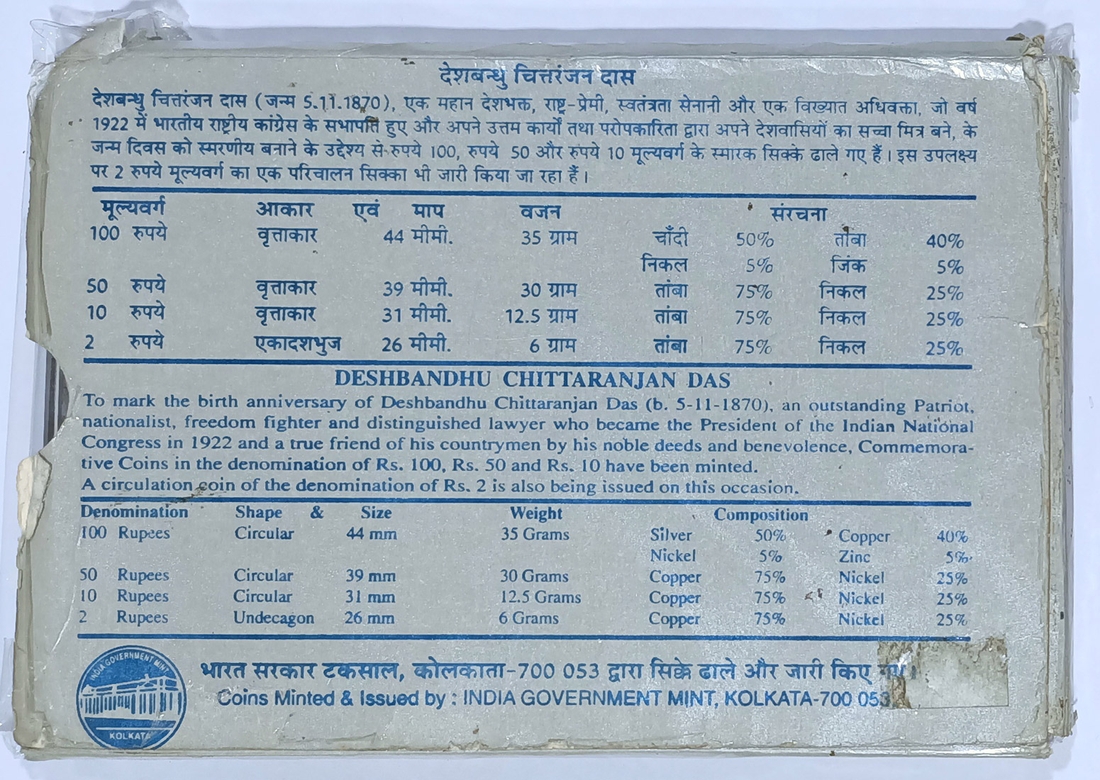 देशबन्धु चित्तरंजन दास
देशबन्धु चित्तरंजन दास (जन्म 5.11.1870), एक महान देशभक्त, राष्ट्र-प्रेमी, स्वतंत्रता सेनानी और एक विख्यात अधिवक्ता, जो वर्ष
1922 में भारतीय राष्ट्रीय कांग्रेस के सभापति हुए और अपने उत्तम कार्यों तथा परोपकारिता द्वारा अपने देशवासियों का सच्चा मित्र बने, के
जन्म दिवस को स्मरणीय बनाने के उद्देश्य से रुपये 100, रुपये 50 और रुपये 10 मूल्यवर्ग के स्मारक सिक्के ढाले गए हैं। इस उपलक्ष्य
पर 2 रुपये मूल्यवर्ग का एक परिचालन सिक्का भी जारी किया जा रहा हैं।
मूल्यवर्ग आकार एवं माप वजन संरचना
100 रुपये वृत्ताकार 44 मीमी. 35 ग्राम चाँदी 50% तांबा 40%
निकल 5% जिंक 5%
50 रुपये वृत्ताकार 39 मीमी. 30 ग्राम तांबा 75% निकल 25%
10 रुपये वृत्ताकार 31 मीमी. 12.5 ग्राम तांबा 75% निकल 25%
2 रुपये एकादशभुज 26 मीमी. 6 ग्राम तांबा 75% निकल 25%
DESHBANDHU CHITTARANJAN DAS
To mark the birth anniversary of Deshbandhu Chittaranjan Das (b. 5-11-1870), an outstanding Patriot,
nationalist, freedom fighter and distinguished lawyer who became the President of the Indian National
Congress in 1922 and a true friend of his countrymen by his noble deeds and benevolence, Commemora-
tive Coins in the denomination of Rs. 100, Rs. 50 and Rs. 10 have been minted.
A circulation coin of the denomination of Rs. 2 is also being issued on this occasion.
Denomination Shape & Size Weight Composition
100 Rupees Circular 44 mm 35 Grams Silver 50% Copper 40%
Nickel 5% Zinc 5%
50 Rupees Circular 39 mm 30 Grams Copper 75% Nickel 25%
10 Rupees Circular 31 mm 12.5 Grams Copper 75% Nickel 25%
2 Rupees Undecagon 26 mm 6 Grams Copper 75% Nickel 25%
भारत सरकार टकसाल, कोलकाता-700 053 द्वारा सिक्के ढाले और जारी किए
Coins Minted & Issued by : INDIA GOVERNMENT MINT, KOLKATA-700 053
INDIA GOVERNMENT MINT
KOLKATA